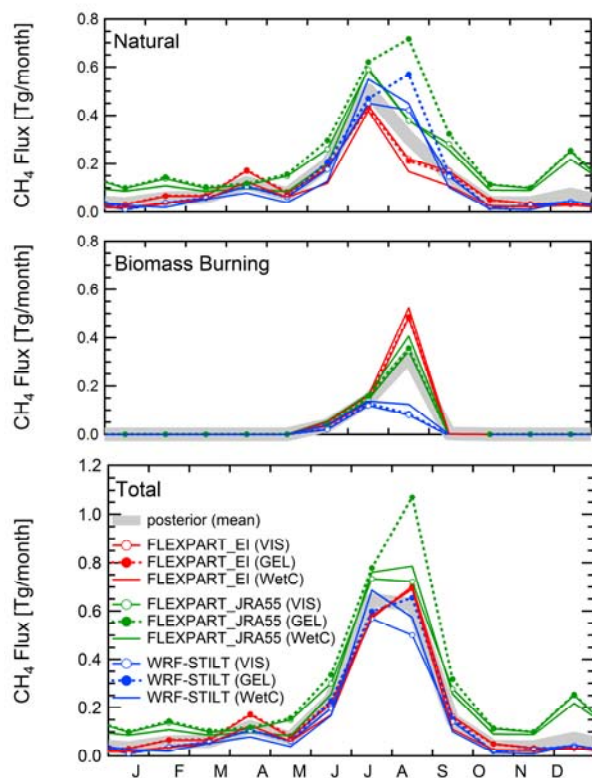 Natural
CH₄ Flux [Tg/month]
0.8
0.6
0.4
0.2
0.0
Biomass Burning
CH₄ Flux [Tg/month]
0.8
0.6
0.4
0.2
0.0
Total
CH₄ Flux [Tg/month]
1.2
1.0
0.8
0.6
0.4
0.2
0.0
posterior (mean)
FLEXPART_EI (VIS)
FLEXPART_EI (GEL)
FLEXPART_EI (WetC)
FLEXPART_JRA55 (VIS)
FLEXPART_JRA55 (GEL)
FLEXPART_JRA55 (WetC)
WRF-STILT (VIS)
WRF-STILT (GEL)
WRF-STILT (WetC)
J F M A M J J A S O N D